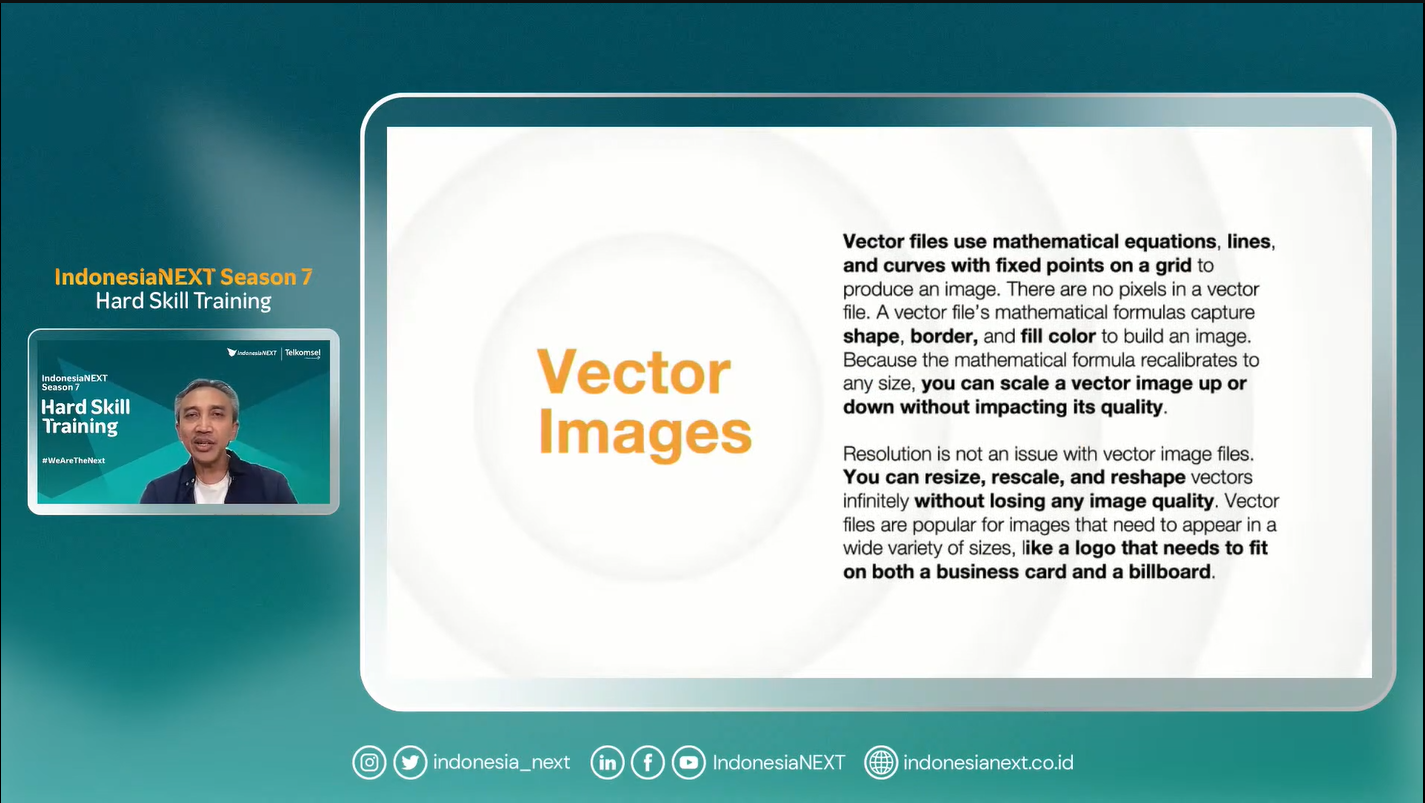 IndonesiaNEXT Season 7
Hard Skill Training
IndonesiaNEXT
Telkomsel
IndonesiaNEXT
Season 7
Hard Skill
Training
#WeAreTheNext
Vector
Images
Vector files use mathematical equations, lines,
and curves with fixed points on a grid to
produce an image. There are no pixels in a vector
file. A vector file's mathematical formulas capture
shape, border, and fill color to build an image.
Because the mathematical formula recalibrates to
any size, you can scale a vector image up or
down without impacting its quality.
Resolution is not an issue with vector image files.
You can resize, rescale, and reshape vectors
infinitely without losing any image quality. Vector
files are popular for images that need to appear in a
wide variety of sizes, like a logo that needs to fit
on both a business card and a billboard.
indonesia_next
IndonesiaNEXT
indonesianext.co.id